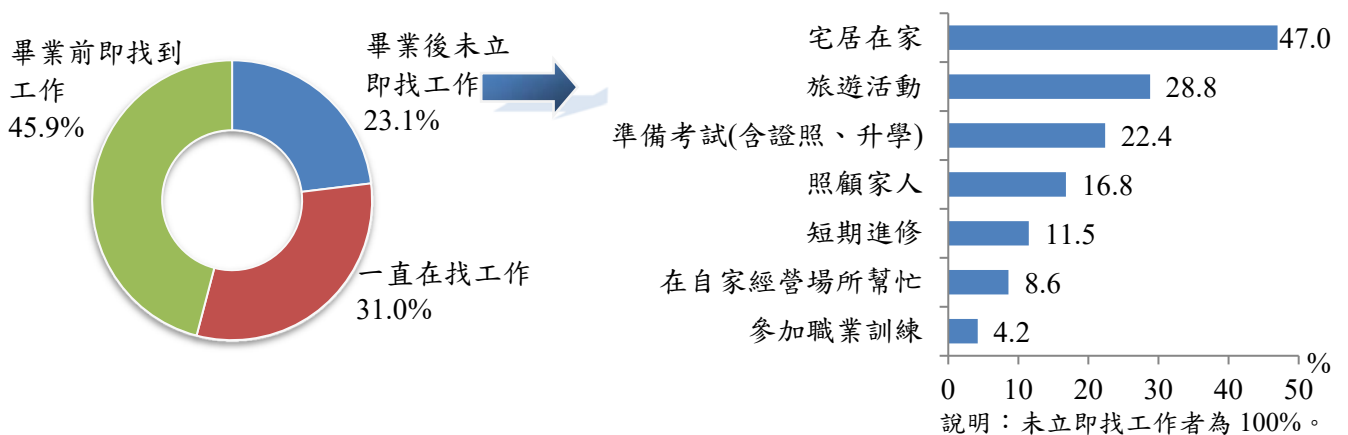 畢業前即找到
工作
45.9%
畢業後未立
即找工作
23.1%
一直在找工作
31.0%
宅居在家
47.0
旅遊活動
28.8
準備考試(含證照、升學)
22.4
照顧家人
16.8
短期進修
11.5
在自家經營場所幫忙
8.6
參加職業訓練
4.2
%
0 10 20 30 40 50
說明：未立即找工作者為 100%。